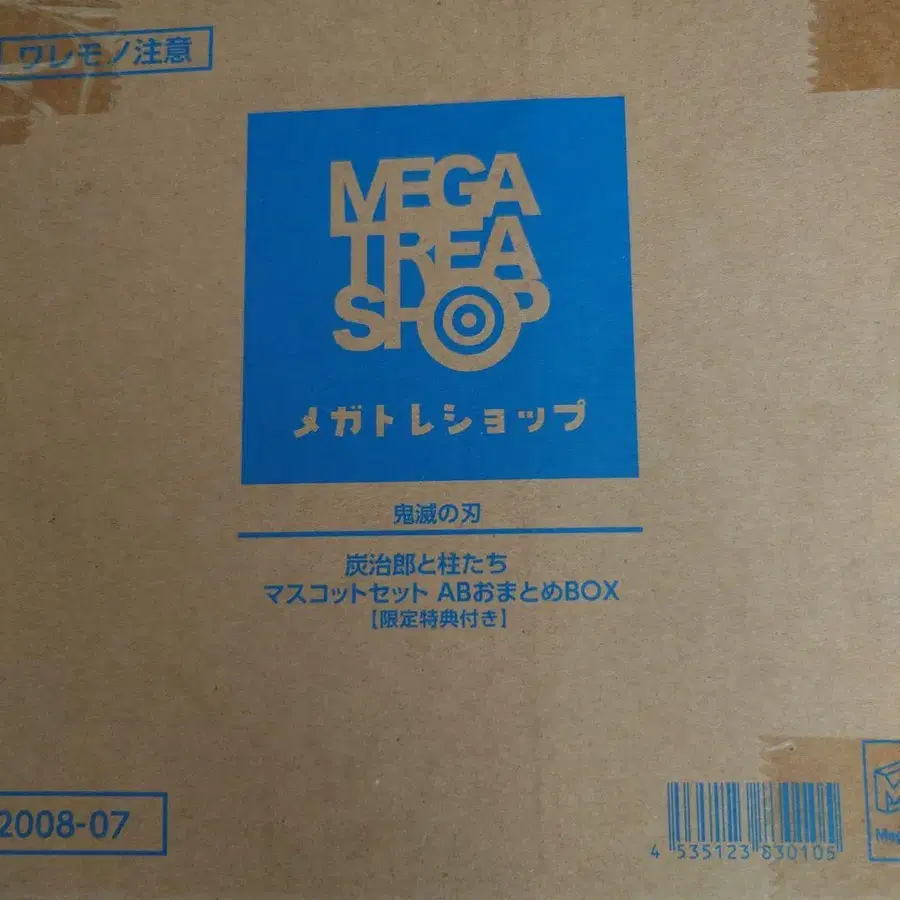 ワレモノ注意
MEGA
TREA
SHOP
メガトレショップ
鬼滅の刃
炭治郎と柱たち
マスコットセット ABおまとめBOX
【限定特典付き】
2008-07
4 535123 830105